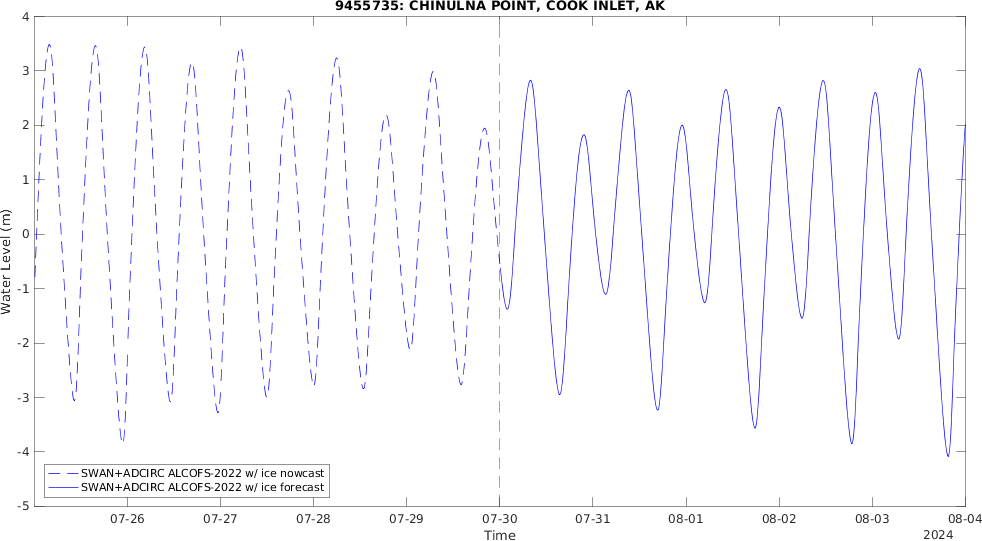 9455735: CHINULNA POINT, COOK INLET, AK
4
3
2
1
0
-1
-2
-3
-4
-5
Water Level (m)
SWAN+ADCIRC ALCOFS-2022 w/ ice nowcast
SWAN+ADCIRC ALCOFS-2022 w/ ice forecast
07-26 07-27 07-28 07-29 07-30 07-31 08-01 08-02 08-03 08-04
Time
2024